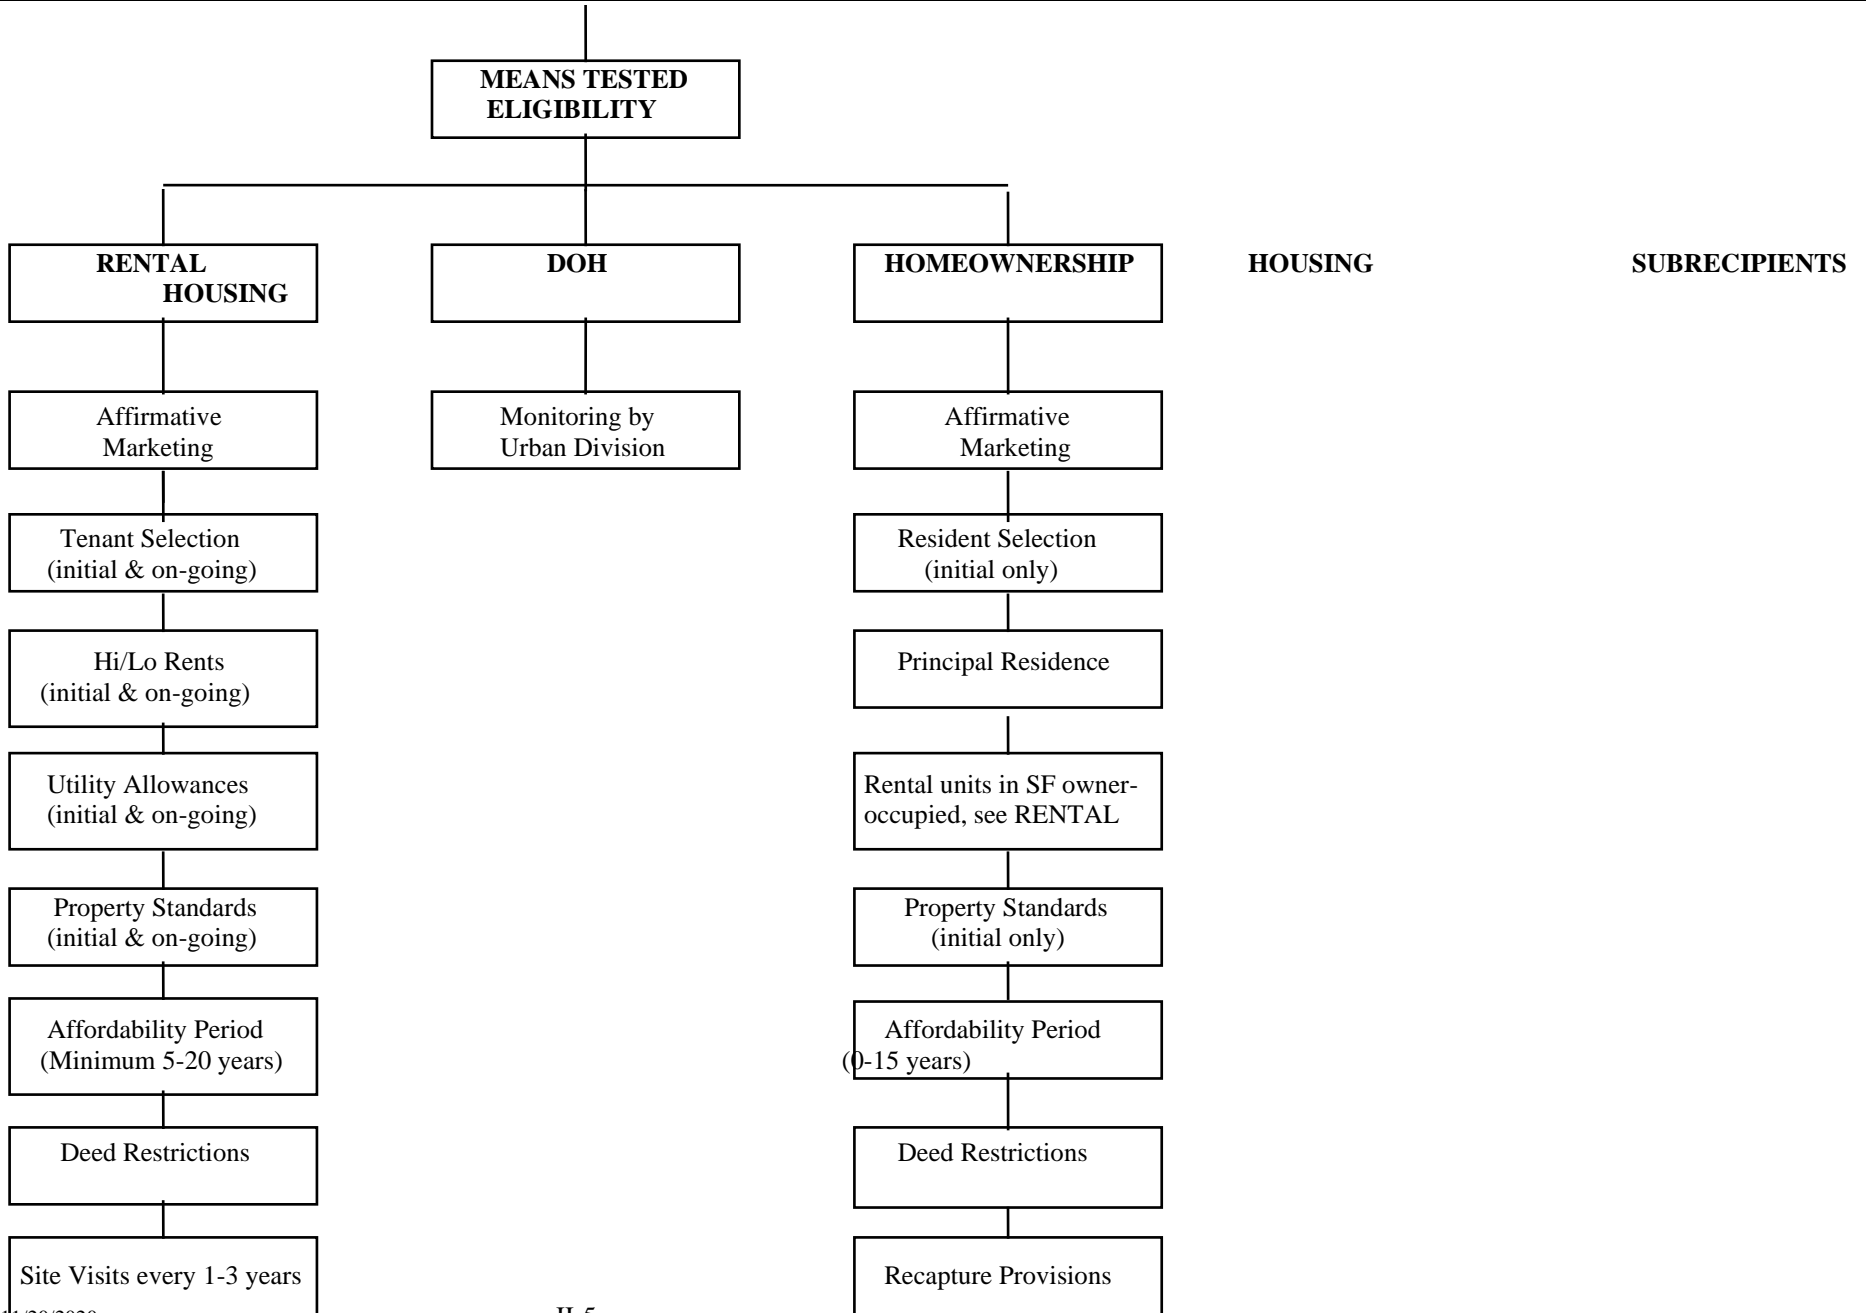 MEANS TESTED
ELIGIBILITY
RENTAL
HOUSING
DOH
HOMEOWNERSHIP
HOUSING
SUBRECIPIENTS
Affirmative
Marketing
Monitoring by
Urban Division
Affirmative
Marketing
Tenant Selection
(initial & on-going)
Resident Selection
(initial only)
Hi/Lo Rents
(initial & on-going)
Principal Residence
Utility Allowances
(initial & on-going)
Rental units in SF owner-
occupied, see RENTAL
Property Standards
(initial & on-going)
Property Standards
(initial only)
Affordability Period
(Minimum 5-20 years)
Affordability Period
(0-15 years)
Deed Restrictions
Deed Restrictions
Site Visits every 1-3 years
Recapture Provisions